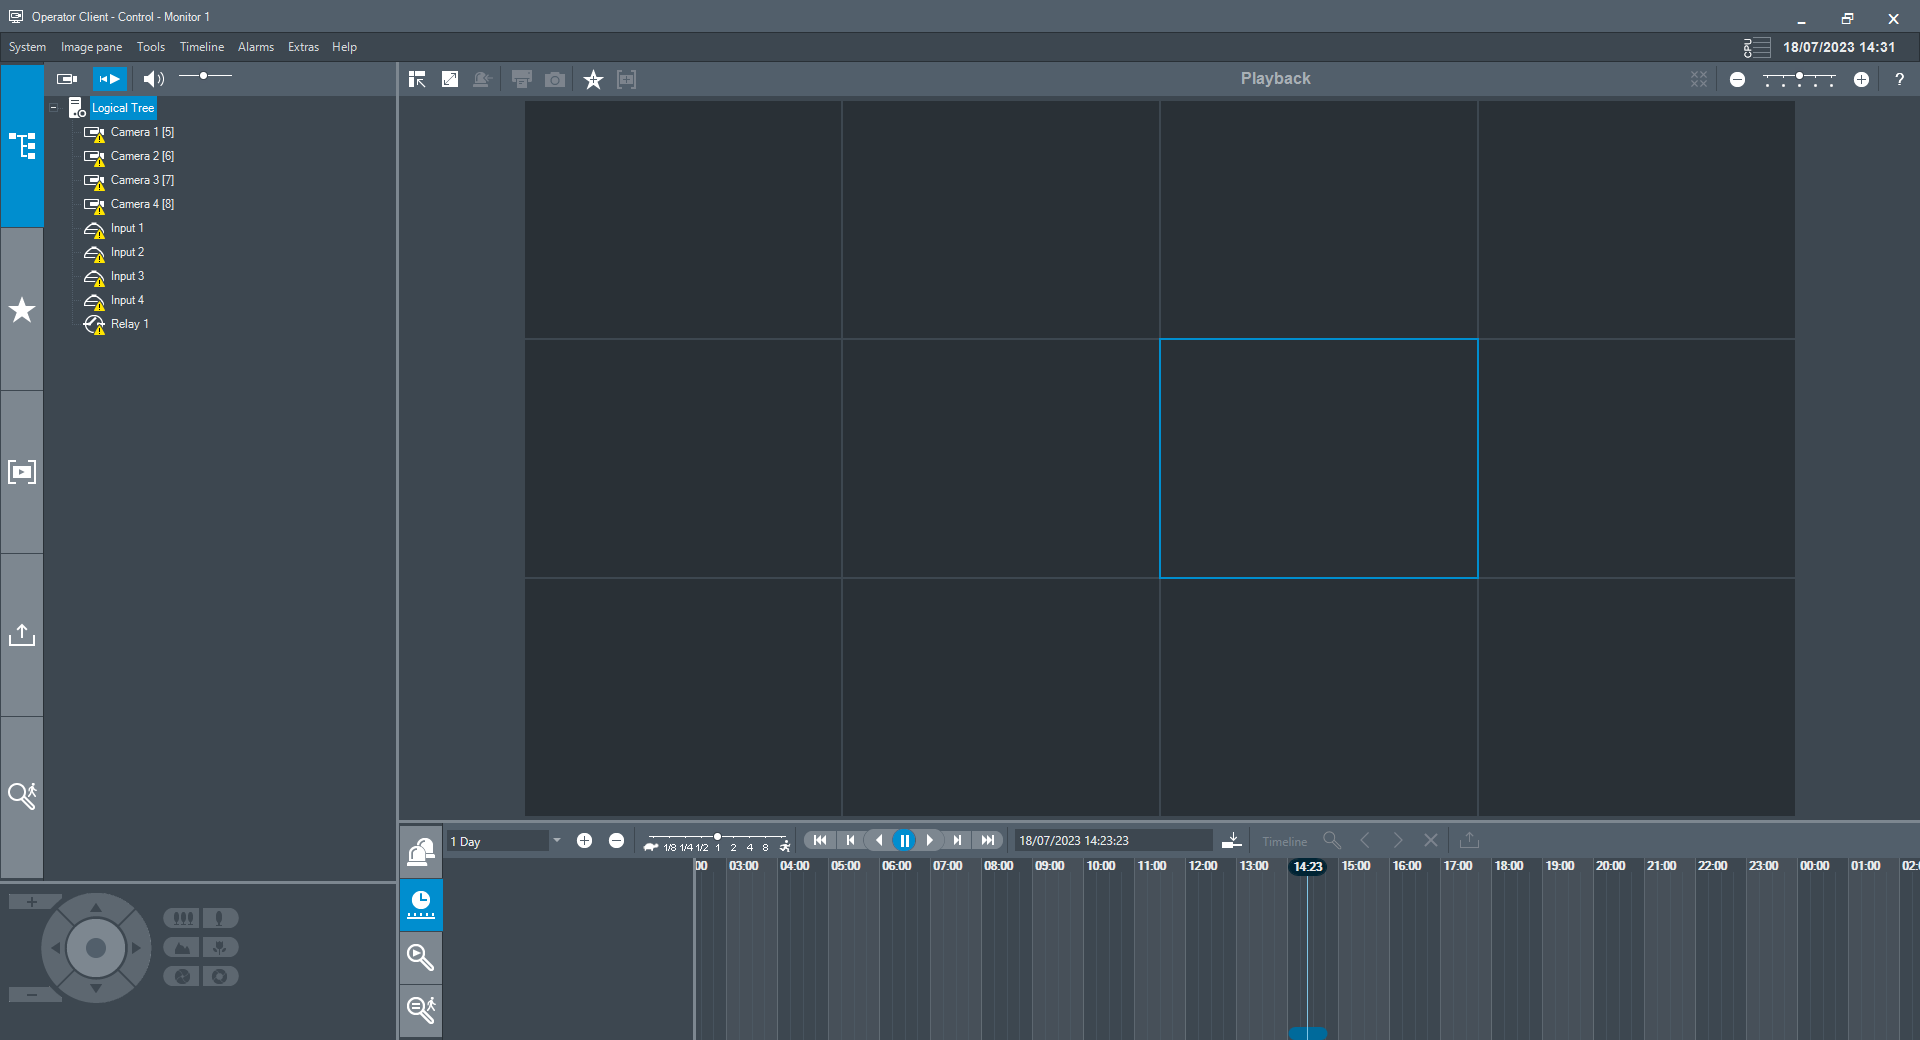 Operator Client - Control - Monitor 1
System Image pane Tools Timeline Alarms Extras Help
CPU 18/07/2023 14:31
Playback
?
Logical Tree
Camera 1 [5]
Camera 2 [6]
Camera 3 [7]
Camera 4 [8]
Input 1
Input 2
Input 3
Input 4
Relay 1
1 Day
1/8 1/4 1/2 1 2 4 8
18/07/2023 14:23:23
Timeline
00 03:00 04:00 05:00 06:00 07:00 08:00 09:00 10:00 11:00 12:00 13:00 14:23 15:00 16:00 17:00 18:00 19:00 20:00 21:00 22:00 23:00 00:00 01:00 02:0